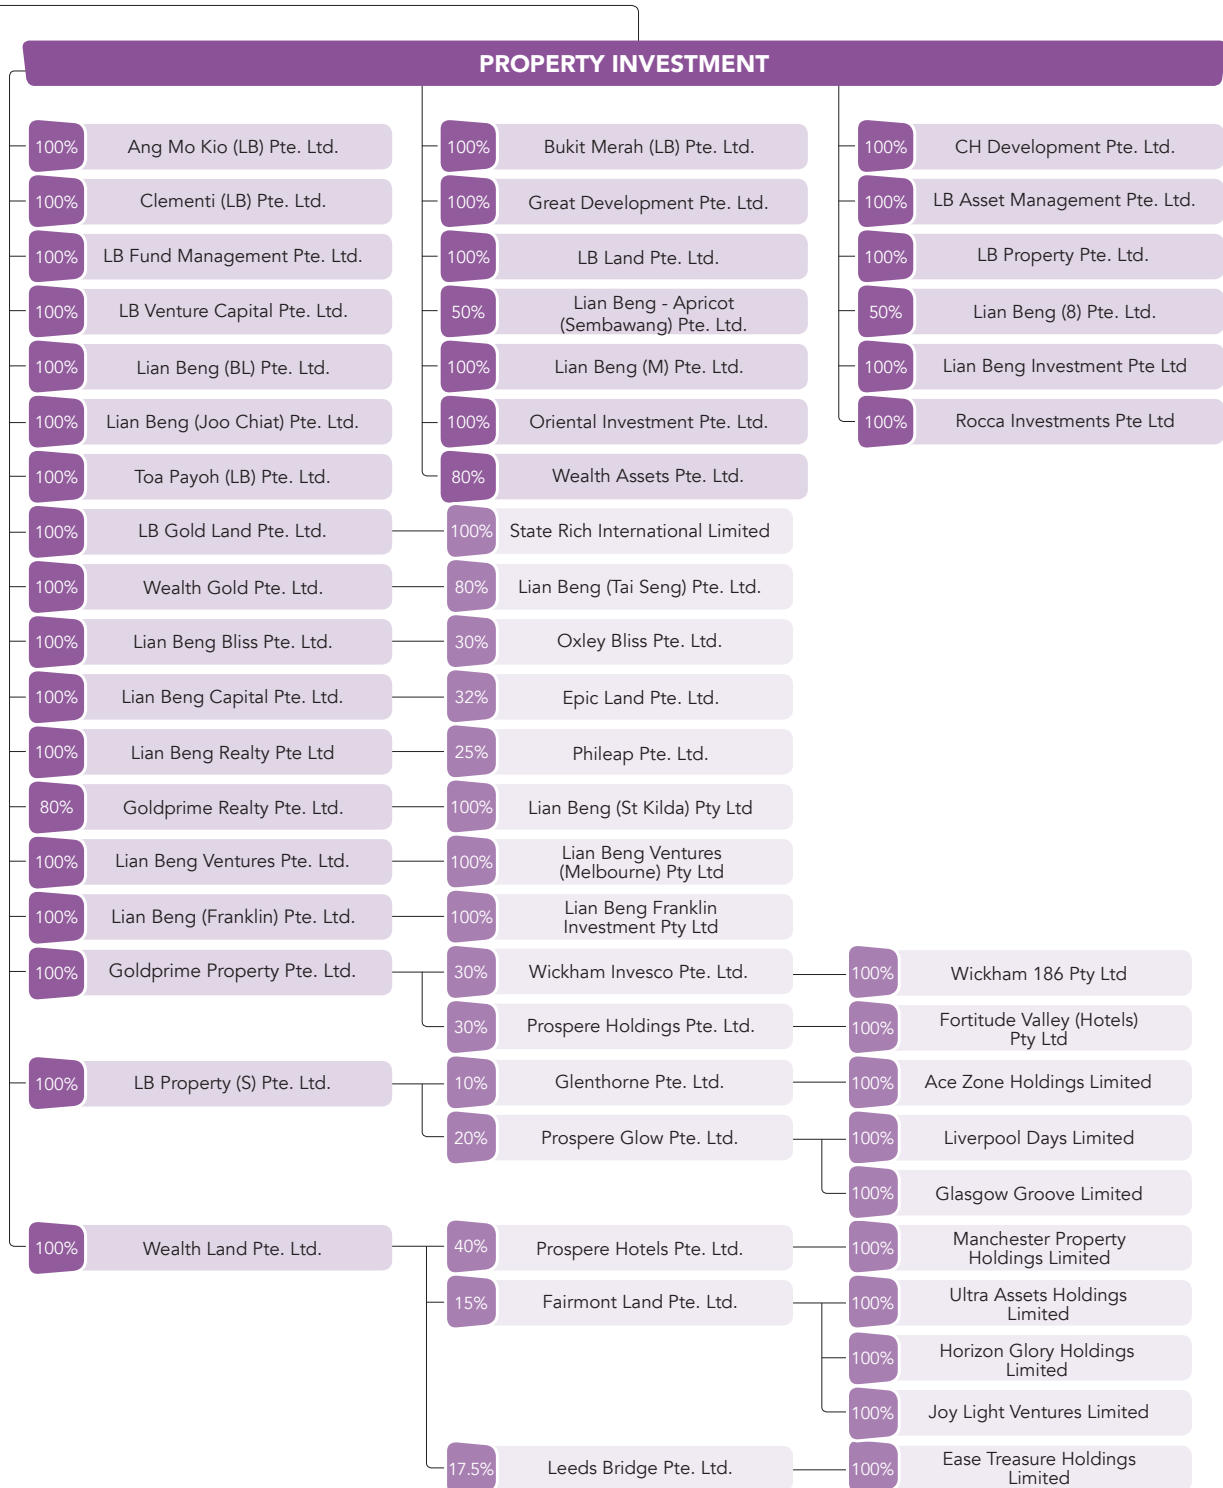 PROPERTY INVESTMENT
100% Ang Mo Kio (LB) Pte. Ltd.
100% Bukit Merah (LB) Pte. Ltd.
100% CH Development Pte. Ltd.
100% Clementi (LB) Pte. Ltd.
100% Great Development Pte. Ltd.
100% LB Asset Management Pte. Ltd.
100% LB Fund Management Pte. Ltd.
100% LB Land Pte. Ltd.
100% LB Property Pte. Ltd.
100% LB Venture Capital Pte. Ltd.
50% Lian Beng - Apricot
(Sembawang) Pte. Ltd.
50% Lian Beng (8) Pte. Ltd.
100% Lian Beng (BL) Pte. Ltd.
100% Lian Beng (M) Pte. Ltd.
100% Lian Beng Investment Pte Ltd
100% Lian Beng (Joo Chiat) Pte. Ltd.
100% Oriental Investment Pte. Ltd.
100% Rocca Investments Pte Ltd
100% Toa Payoh (LB) Pte. Ltd.
80% Wealth Assets Pte. Ltd.
100% LB Gold Land Pte. Ltd.
100% State Rich International Limited
100% Wealth Gold Pte. Ltd.
80% Lian Beng (Tai Seng) Pte. Ltd.
100% Lian Beng Bliss Pte. Ltd.
30% Oxley Bliss Pte. Ltd.
100% Lian Beng Capital Pte. Ltd.
32% Epic Land Pte. Ltd.
100% Lian Beng Realty Pte Ltd
25% Phileap Pte. Ltd.
80% Goldprime Realty Pte. Ltd.
100% Lian Beng (St Kilda) Pty Ltd
100% Lian Beng Ventures Pte. Ltd.
100% Lian Beng Ventures
(Melbourne) Pty Ltd
100% Lian Beng (Franklin) Pte. Ltd.
100% Lian Beng Franklin
Investment Pty Ltd
100% Goldprime Property Pte. Ltd.
30% Wickham Invesco Pte. Ltd.
100% Wickham 186 Pty Ltd
30% Prospere Holdings Pte. Ltd.
100% Fortitude Valley (Hotels)
Pty Ltd
100% LB Property (S) Pte. Ltd.
10% Glenthorne Pte. Ltd.
100% Ace Zone Holdings Limited
20% Prospere Glow Pte. Ltd.
100% Liverpool Days Limited
100% Glasgow Groove Limited
100% Wealth Land Pte. Ltd.
40% Prospere Hotels Pte. Ltd.
100% Manchester Property
Holdings Limited
15% Fairmont Land Pte. Ltd.
100% Ultra Assets Holdings
Limited
100% Horizon Glory Holdings
Limited
100% Joy Light Ventures Limited
17.5% Leeds Bridge Pte. Ltd.
100% Ease Treasure Holdings
Limited